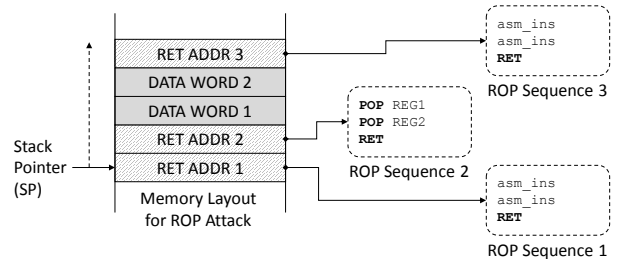 RET ADDR 3
DATA WORD 2
DATA WORD 1
RET ADDR 2
RET ADDR 1
Stack
Pointer
(SP)
Memory Layout
for ROP Attack
asm_ins
asm_ins
RET
ROP Sequence 3
POP REG1
POP REG2
RET
ROP Sequence 2
asm_ins
asm_ins
RET
ROP Sequence 1